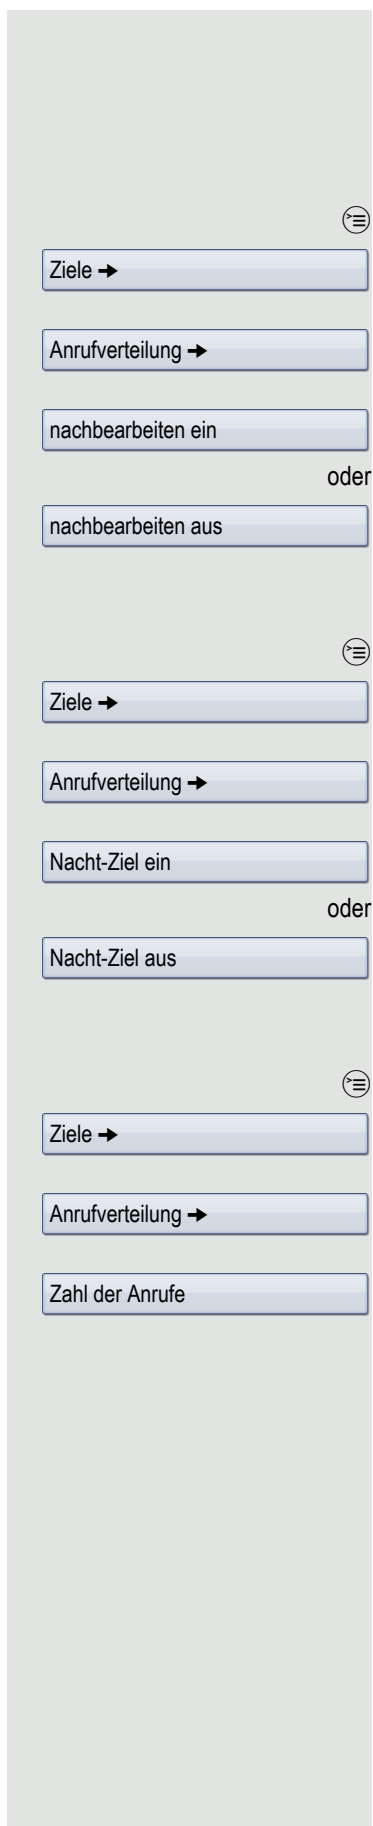 Ziele ➔
Anrufverteilung ➔
nachbearbeiten ein
oder
nachbearbeiten aus
Ziele ➔
Anrufverteilung ➔
Nacht-Ziel ein
oder
Nacht-Ziel aus
Ziele ➔
Anrufverteilung ➔
Zahl der Anrufe